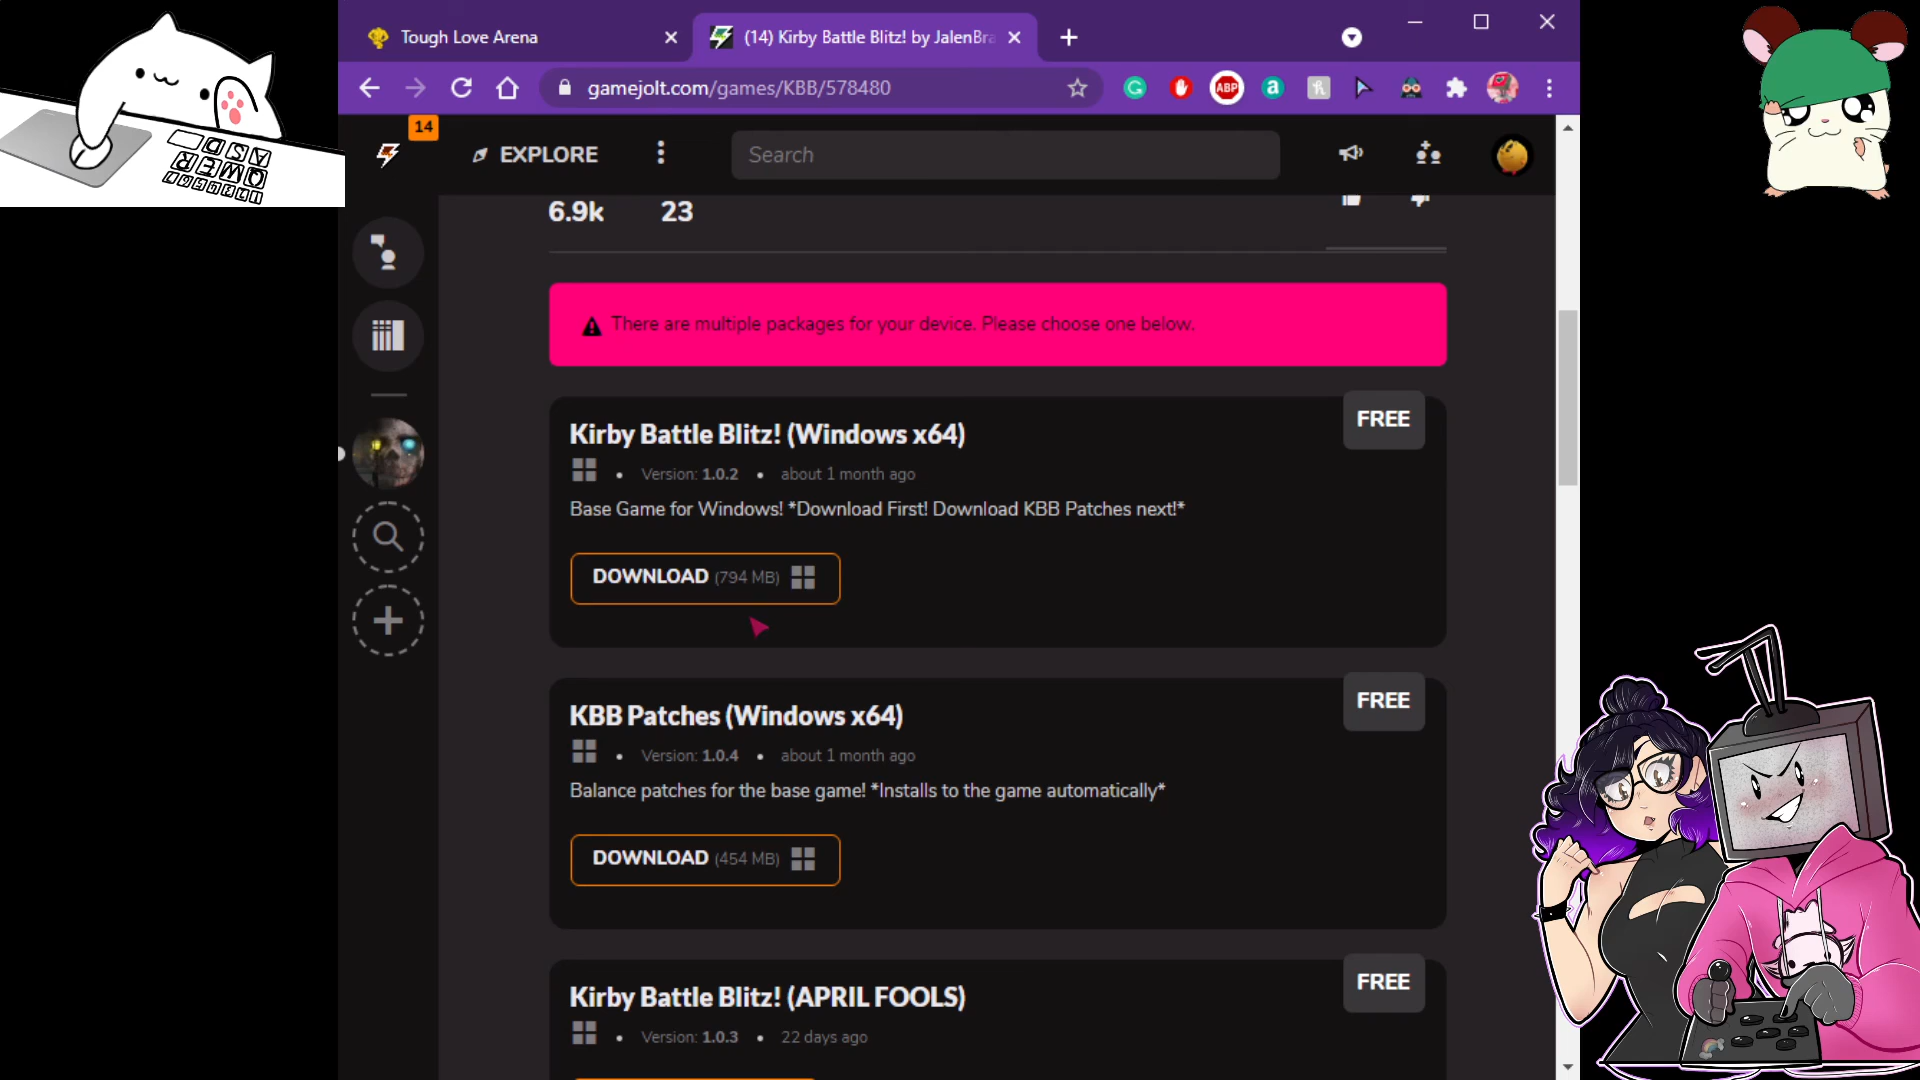 Tough Love Arena
(14) Kirby Battle Blitz! by JalenBra
gamejolt.com/games/KBB/578480
ABP
a
14
EXPLORE
Search
6.9k 23
There are multiple packages for your device. Please choose one below.
Kirby Battle Blitz! (Windows x64)
FREE
Version: 1.0.2 • about 1 month ago
Base Game for Windows! *Download First! Download KBB Patches next!*
DOWNLOAD (794 MB)
KBB Patches (Windows x64)
FREE
Version: 1.0.4 • about 1 month ago
Balance patches for the base game! *Installs to the game automatically*
DOWNLOAD (454 MB)
Kirby Battle Blitz! (APRIL FOOLS)
FREE
Version: 1.0.3 • 22 days ago